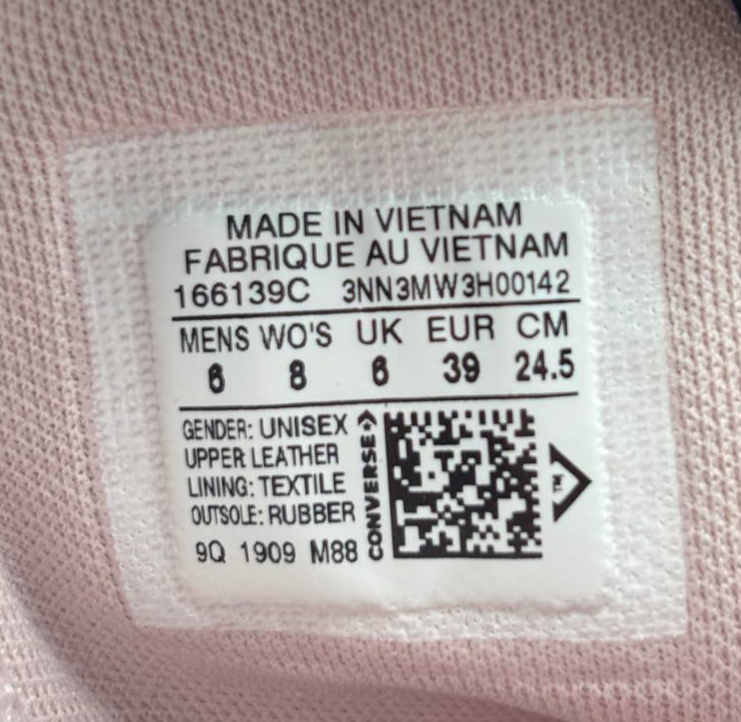 MADE IN VIETNAM
FABRIQUE AU VIETNAM
166139C 3NN3MW3H00142
MENS WO'S UK EUR CM
6 8 6 39 24.5
GENDER: UNISEX
UPPER LEATHER
LINING: TEXTILE
OUTSOLE: RUBBER
9Q 1909 M88
CONVERSE
TM